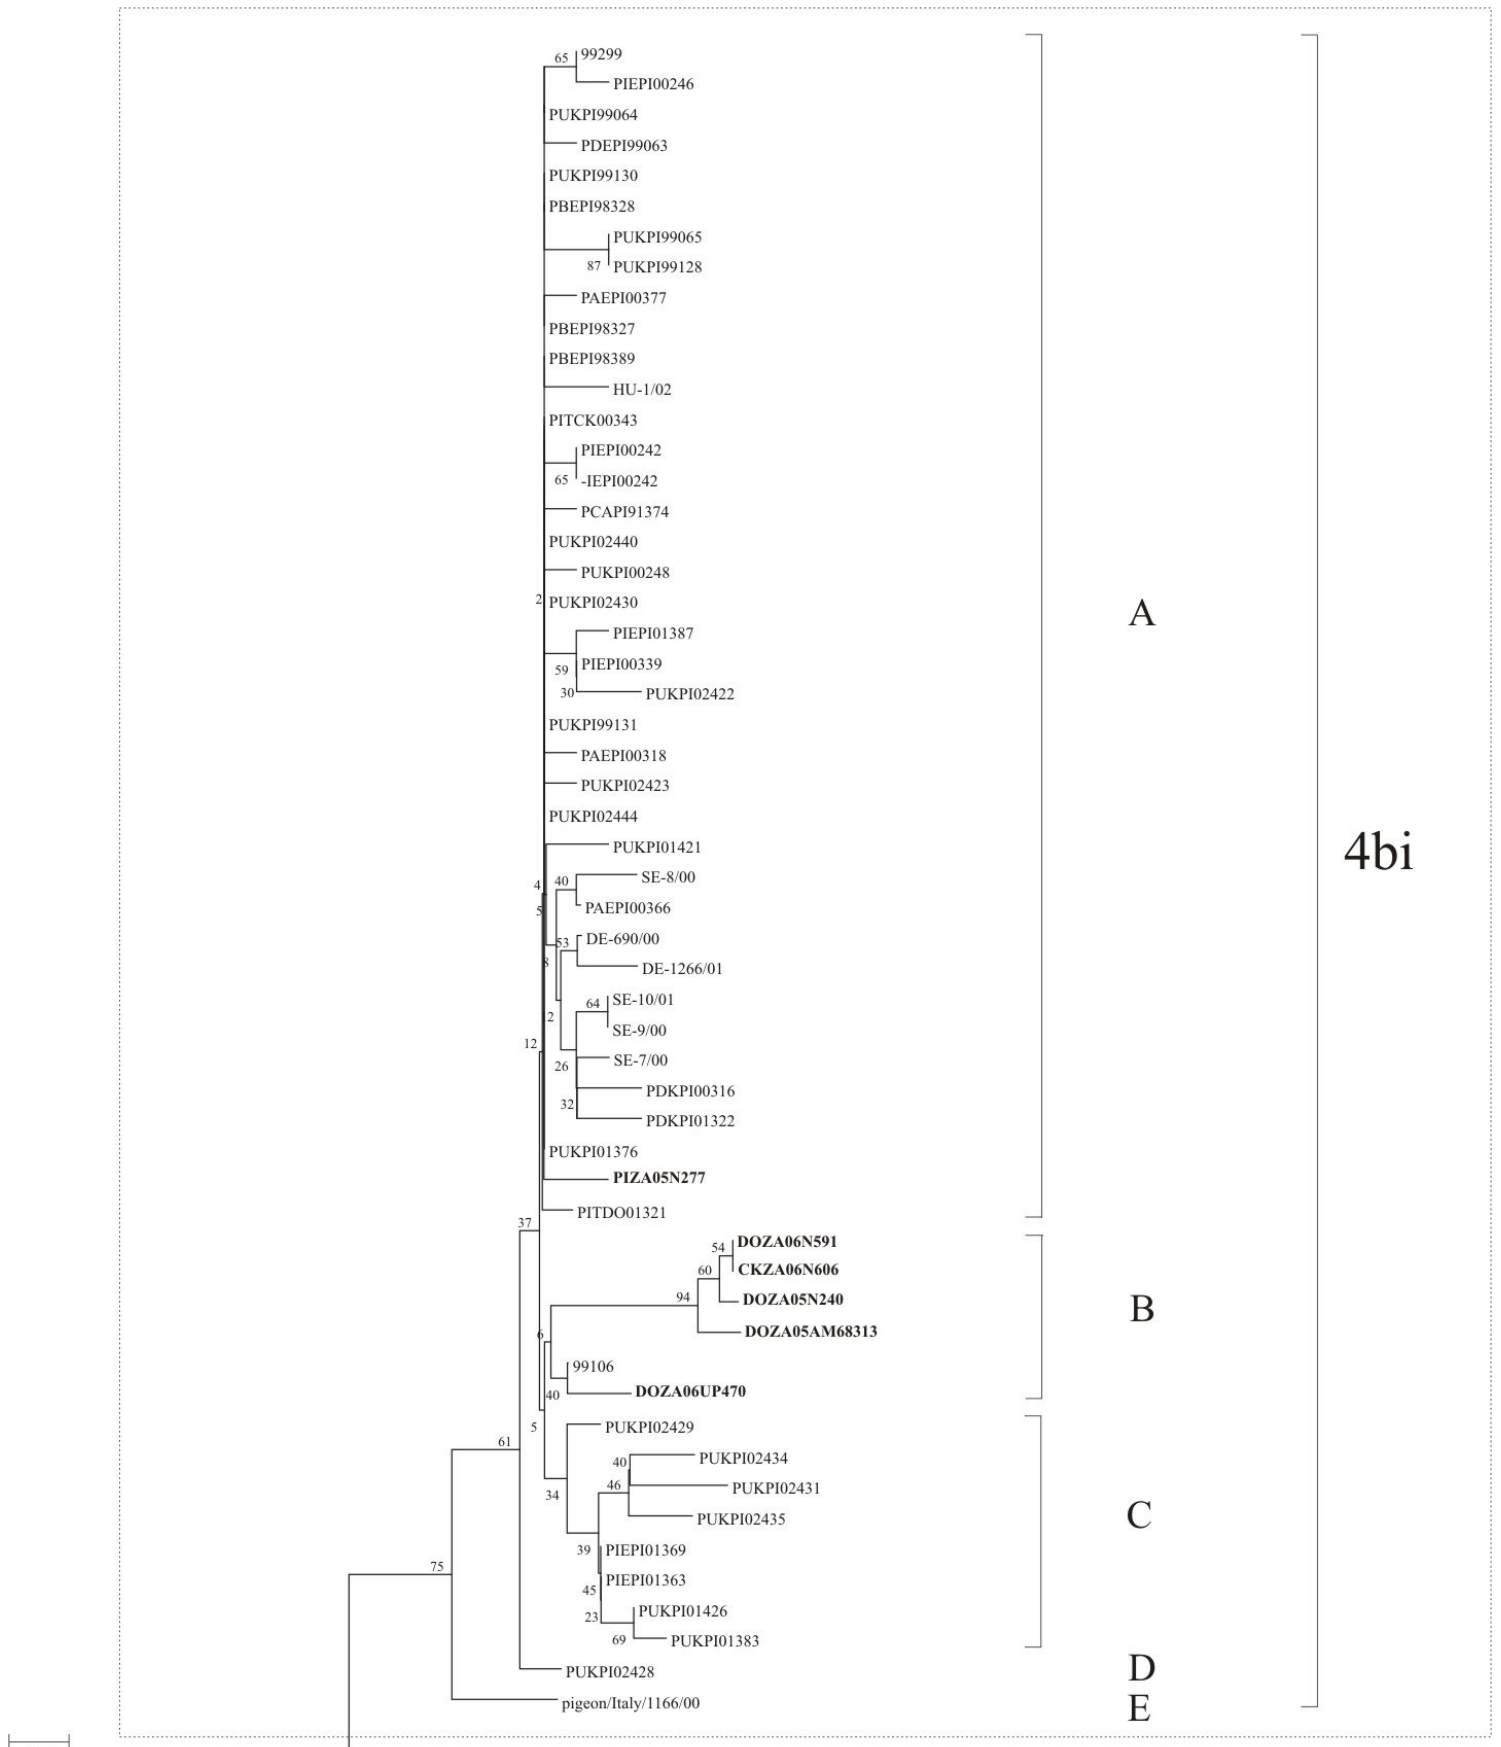 65 99299
PIEPI00246
PUKPI99064
PDEPI99063
PUKPI99130
PBEPI98328
PUKPI99065
87 PUKPI99128
PAEPI00377
PBEPI98327
PBEPI98389
HU-1/02
PITCK00343
PIEPI00242
65 -IEPI00242
PCAPI91374
PUKPI02440
PUKPI00248
2 PUKPI02430
A
PIEPI01387
59 PIEPI00339
30 PUKPI02422
PUKPI99131
PAEPI00318
PUKPI02423
PUKPI02444
PUKPI01421
4bi
4 40 SE-8/00
5 PAEPI00366
53 DE-690/00
8 DE-1266/01
64 SE-10/01
2 SE-9/00
12
26 SE-7/00
PDKPI00316
32 PDKPI01322
PUKPI01376
PIZA05N277
PITDO01321
37
54 DOZA06N591
60 CKZA06N606
94 DOZA05N240
B
6 DOZA05AM68313
99106
40 DOZA06UP470
5 PUKPI02429
61
40 PUKPI02434
46 PUKPI02431
34
C
PUKPI02435
39 PIEPI01369
75
45 PIEPI01363
23 PUKPI01426
69 PUKPI01383
D
PUKPI02428
E
pigeon/Italy/1166/00